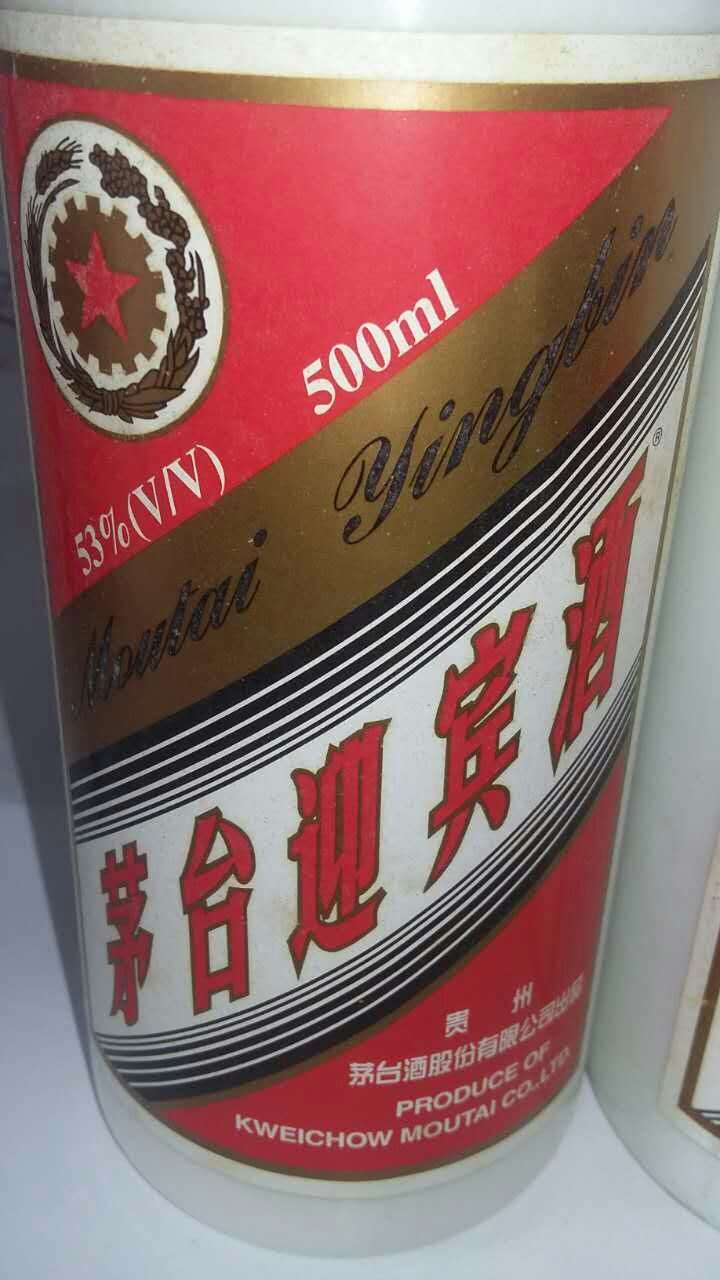 500ml
53%(V/V)
Moutai Yingbin
®
茅台迎宾酒
贵 州
茅台酒股份有限公司出品
PRODUCE OF
KWEICHOW MOUTAI CO.,LTD.